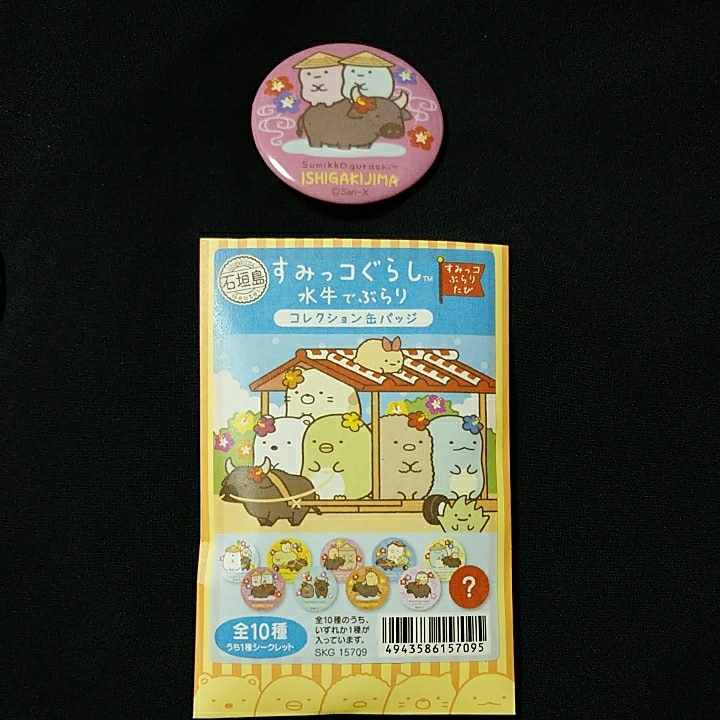 SumikkOgurashi™
ISHIGAKIJIMA
©San-X
石垣島
すみっコぐらし™
水牛でぶらり
コレクション缶バッジ
すみっコ
ぶらり
たび
?
全10種
うち1種シークレット
全10種のうち、
いずれか1種が
入っています。
SKG 15709
4943586157095